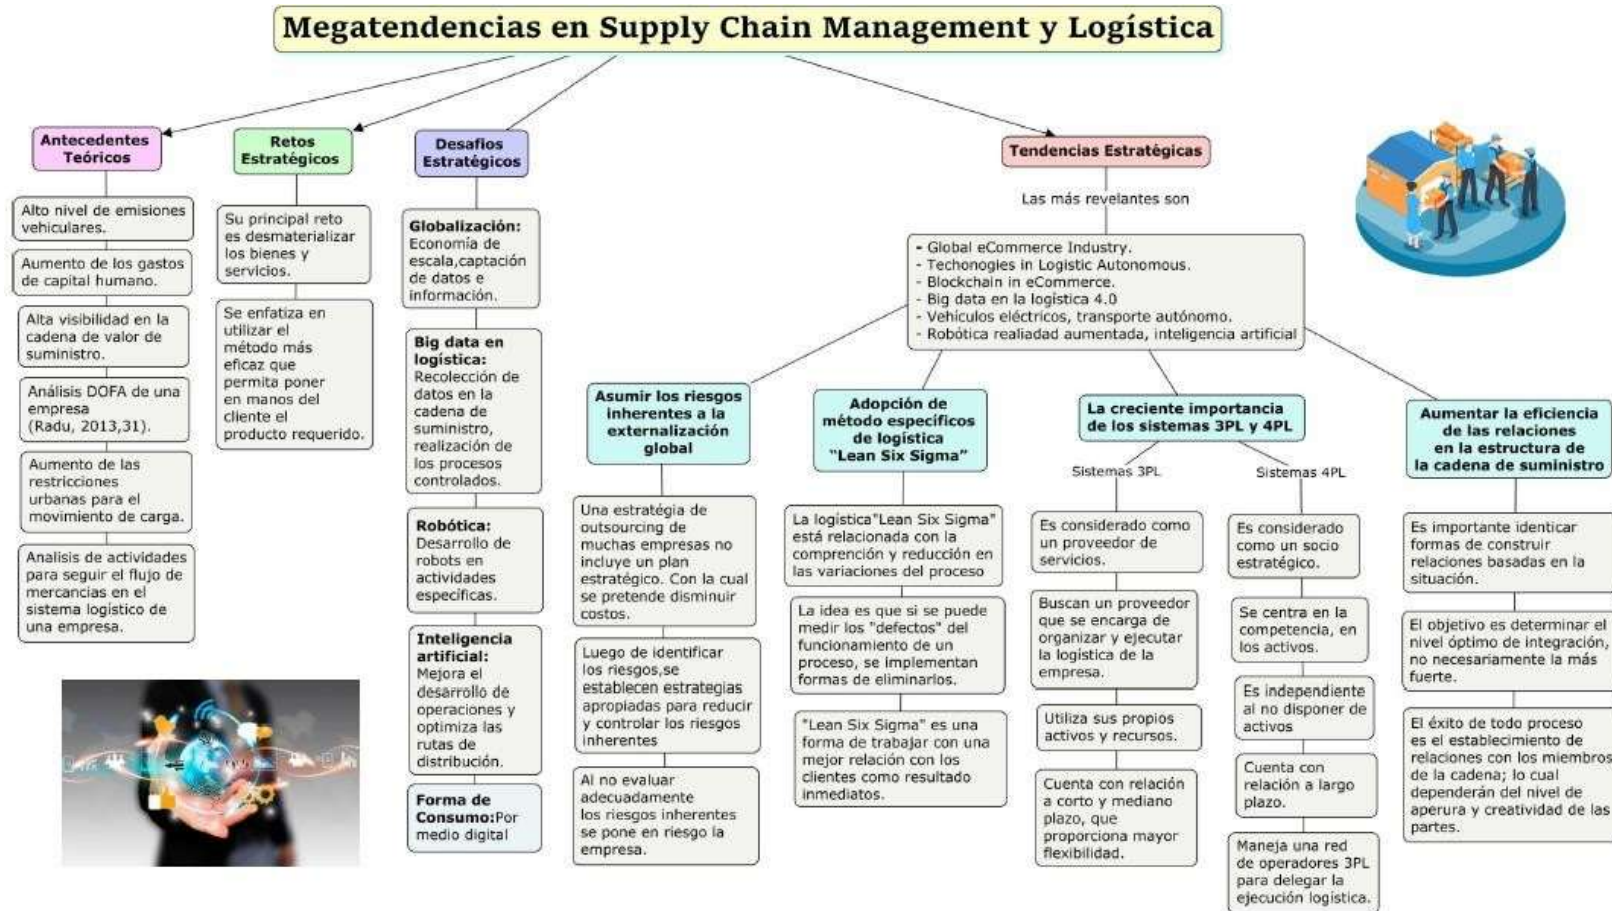 Megatendencias en Supply Chain Management y Logística
Antecedentes
Teóricos
Alto nivel de emisiones
vehiculares.
Aumento de los gastos
de capital humano.
Alta visibilidad en la
cadena de valor de
suministro.
Análisis DOFA de una
empresa
(Radu, 2013,31).
Aumento de las
restricciones
urbanas para el
movimiento de carga.
Analisis de actividades
para seguir el flujo de
mercancias en el
sistema logístico de
una empresa.
Retos
Estratégicos
Su principal reto
es desmaterializar
los bienes y
servicios.
Se enfatiza en
utilizar el
método más
eficaz que
permita poner
en manos del
cliente el
producto requerido.
Desafios
Estratégicos
Globalización:
Economía de
escala,captación
de datos e
información.
Big data en
logística:
Recolección de
datos en la
cadena de
suministro,
realización de
los procesos
controlados.
Robótica:
Desarrollo de
robots en
actividades
específicas.
Inteligencia
artificial:
Mejora el
desarrollo de
operaciones y
optimiza las
rutas de
distribución.
Forma de
Consumo:Por
medio digital
Tendencias Estratégicas
Las más revelantes son
- Global eCommerce Industry.
- Techonogies in Logistic Autonomous.
- Blockchain in eCommerce.
- Big data en la logística 4.0
- Vehículos eléctricos, transporte autónomo.
- Robótica realiadad aumentada, inteligencia artificial
Asumir los riesgos
inherentes a la
externalización
global
Una estratégia de
outsourcing de
muchas empresas no
incluye un plan
estratégico. Con la cual
se pretende disminuir
costos.
Luego de identificar
los riesgos,se
establecen estrategias
apropiadas para reducir
y controlar los riesgos
inherentes
Al no evaluar
adecuadamente
los riesgos inherentes
se pone en riesgo la
empresa.
Adopción de
método específicos
de logística
"Lean Six Sigma"
La logística"Lean Six Sigma"
está relacionada con la
comprención y reducción en
las variaciones del proceso
La idea es que si se puede
medir los "defectos" del
funcionamiento de un
proceso, se implementan
formas de eliminarlos.
"Lean Six Sigma" es una
forma de trabajar con una
mejor relación con los
clientes como resultado
inmediatos.
La creciente importancia
de los sistemas 3PL y 4PL
Sistemas 3PL
Es considerado como
un proveedor de
servicios.
Buscan un proveedor
que se encarga de
organizar y ejecutar
la logística de la
empresa.
Utiliza sus propios
activos y recursos.
Cuenta con relación
a corto y mediano
plazo, que
proporciona mayor
flexibilidad.
Sistemas 4PL
Es considerado
como un socio
estratégico.
Se centra en la
competencia, en
los activos.
Es independiente
al no disponer de
activos
Cuenta con
relación a largo
plazo.
Maneja una red
de operadores 3PL
para delegar la
ejecución logística.
Aumentar la eficiencia
de las relaciones
en la estructura de
la cadena de suministro
Es importante identicar
formas de construir
relaciones basadas en la
situación.
El objetivo es determinar el
nivel óptimo de integración,
no necesariamente la más
fuerte.
El éxito de todo proceso
es el establecimiento de
relaciones con los miembros
de la cadena; lo cual
dependerán del nivel de
aperura y creatividad de las
partes.